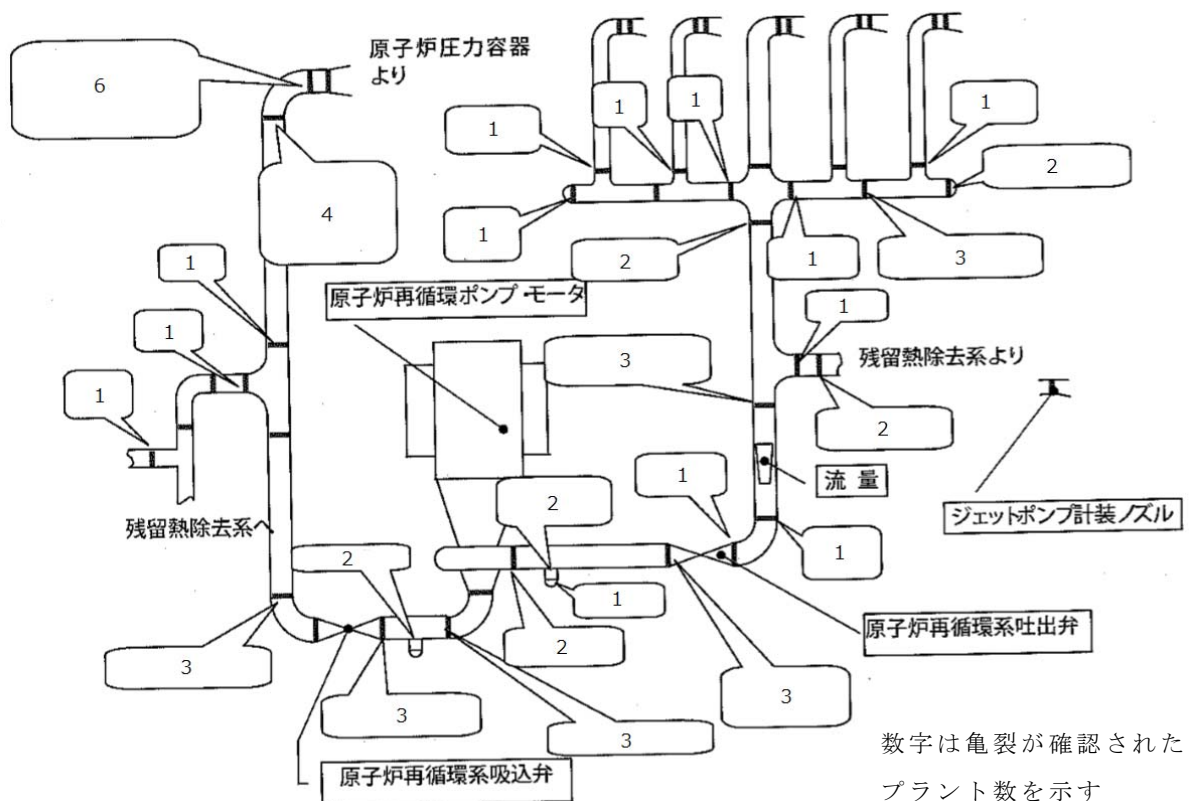 原子炉圧力容器
より
6
1
1
1
1
2
4
1
2
1
3
1
原子炉再循環ポンプ・モータ
1
1
3
残留熱除去系より
1
2
1
流 量
2
ジェットポンプ計装ノズル
残留熱除去系へ
2
1
1
3
2
原子炉再循環系吐出弁
3
3
3
原子炉再循環系吸込弁
数字は亀裂が確認された
プラント数を示す